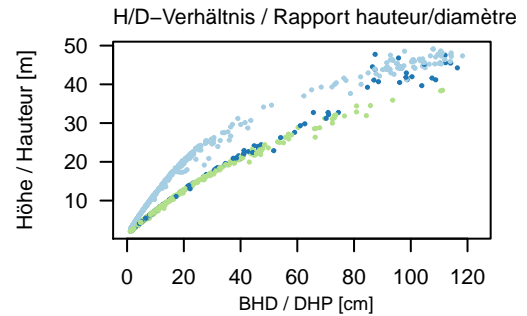 H/D−Verhältnis / Rapport hauteur/diamètre
Höhe / Hauteur [m]
50
40
30
20
10
0 20 40 60 80 100 120
BHD / DHP [cm]